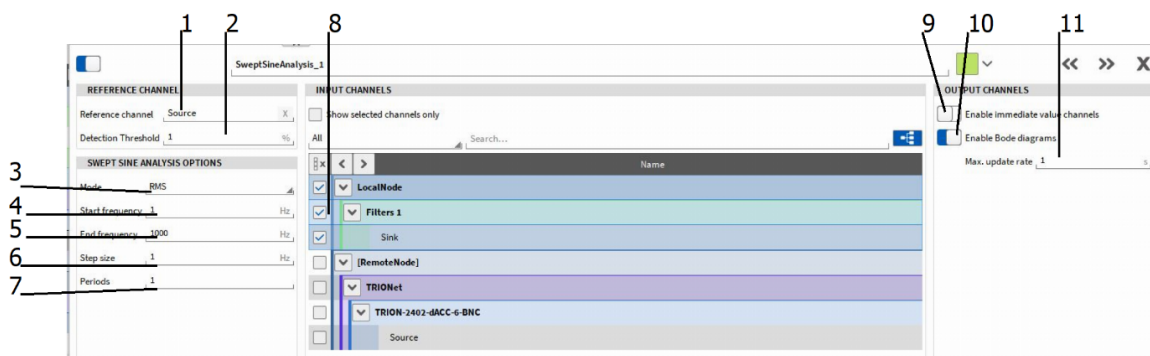 1 2 8 9 10 11
SweptSineAnalysis_1
REFERENCE CHANNEL
Reference channel Source X
Detection Threshold 1 %
SWEPT SINE ANALYSIS OPTIONS
3
Mode RMS
4
Start frequency 1 Hz
5
End frequency 1000 Hz
6
Step size 1 Hz
7
Periods 1
INPUT CHANNELS
Show selected channels only
All Search...
Name
LocalNode
Filters 1
Sink
[RemoteNode]
TRIONet
TRION-2402-dACC-6-BNC
Source
OUTPUT CHANNELS
Enable immediate value channels
Enable Bode diagrams
Max. update rate 1 s